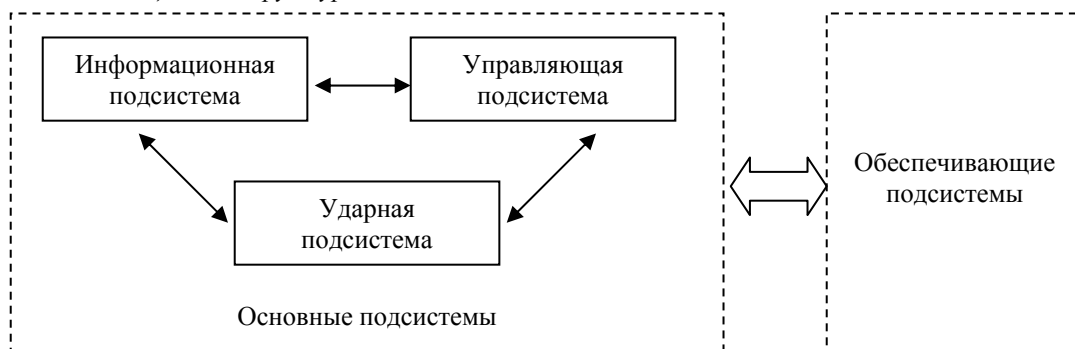 Информационная
подсистема
Управляющая
подсистема
Ударная
подсистема
Основные подсистемы
Обеспечивающие
подсистемы